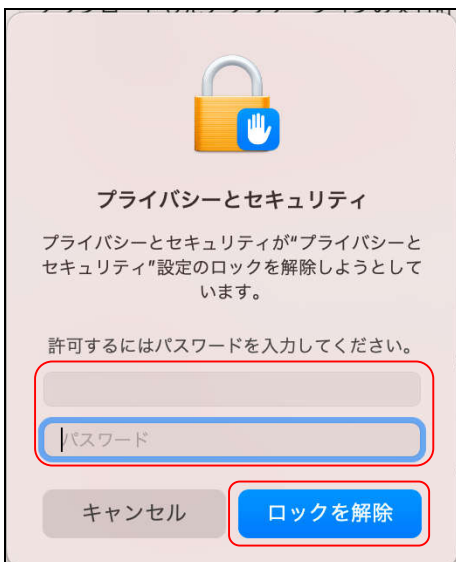 プライバシーとセキュリティ
プライバシーとセキュリティが“プライバシーと
セキュリティ”設定のロックを解除しようとして
います。
許可するにはパスワードを入力してください。
パスワード
キャンセル
ロックを解除